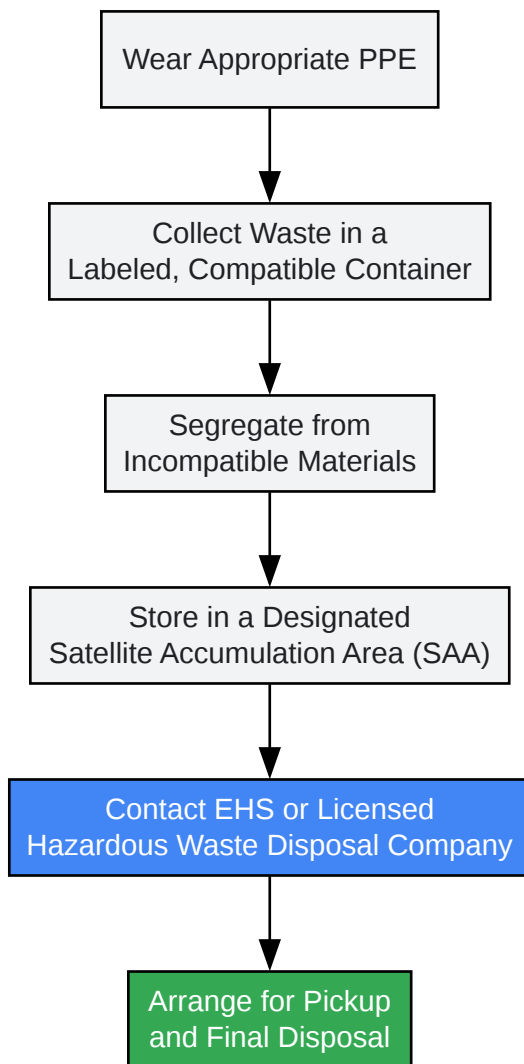 Wear Appropriate PPE
Collect Waste in a
Labeled, Compatible Container
Segregate from
Incompatible Materials
Store in a Designated
Satellite Accumulation Area (SAA)
Contact EHS or Licensed
Hazardous Waste Disposal Company
Arrange for Pickup
and Final Disposal